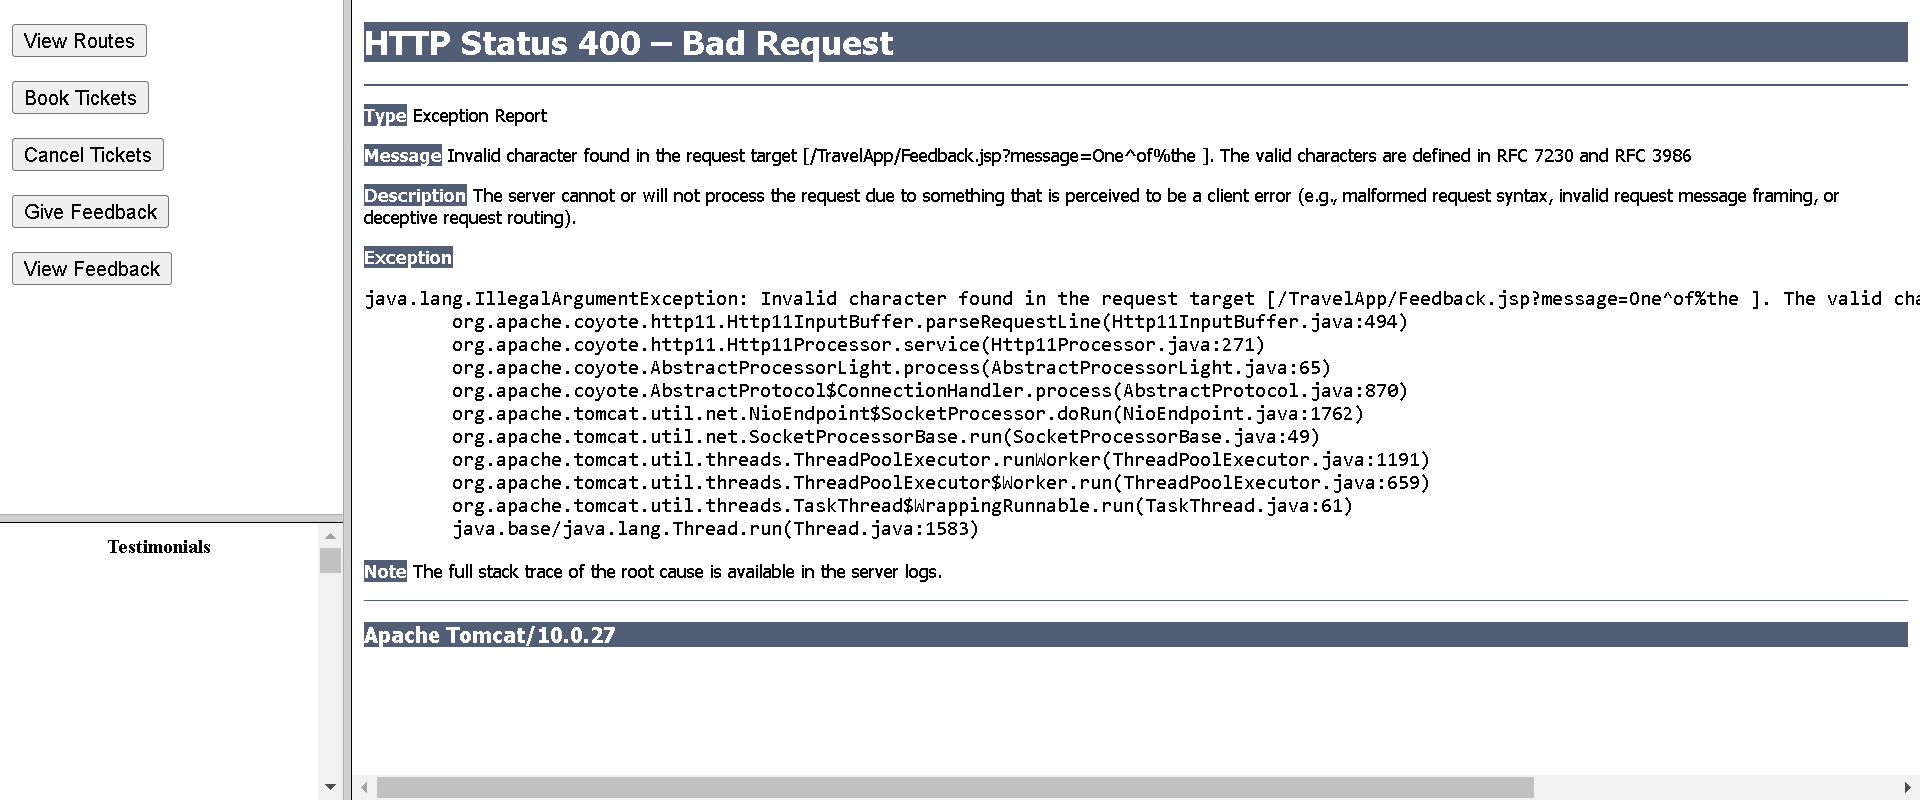 View Routes
Book Tickets
Cancel Tickets
Give Feedback
View Feedback
Testimonials
HTTP Status 400 – Bad Request
Type Exception Report
Message Invalid character found in the request target [/TravelApp/Feedback.jsp?message=One^of%the ]. The valid characters are defined in RFC 7230 and RFC 3986
Description The server cannot or will not process the request due to something that is perceived to be a client error (e.g., malformed request syntax, invalid request message framing, or
deceptive request routing).
Exception
java.lang.IllegalArgumentException: Invalid character found in the request target [/TravelApp/Feedback.jsp?message=One^of%the ]. The valid cha
org.apache.coyote.http11.Http11InputBuffer.parseRequestLine(Http11InputBuffer.java:494)
org.apache.coyote.http11.Http11Processor.service(Http11Processor.java:271)
org.apache.coyote.AbstractProcessorLight.process(AbstractProcessorLight.java:65)
org.apache.coyote.AbstractProtocol$ConnectionHandler.process(AbstractProtocol.java:870)
org.apache.tomcat.util.net.NioEndpoint$SocketProcessor.doRun(NioEndpoint.java:1762)
org.apache.tomcat.util.net.SocketProcessorBase.run(SocketProcessorBase.java:49)
org.apache.tomcat.util.threads.ThreadPoolExecutor.runWorker(ThreadPoolExecutor.java:1191)
org.apache.tomcat.util.threads.ThreadPoolExecutor$Worker.run(ThreadPoolExecutor.java:659)
org.apache.tomcat.util.threads.TaskThread$WrappingRunnable.run(TaskThread.java:61)
java.base/java.lang.Thread.run(Thread.java:1583)
Note The full stack trace of the root cause is available in the server logs.
Apache Tomcat/10.0.27